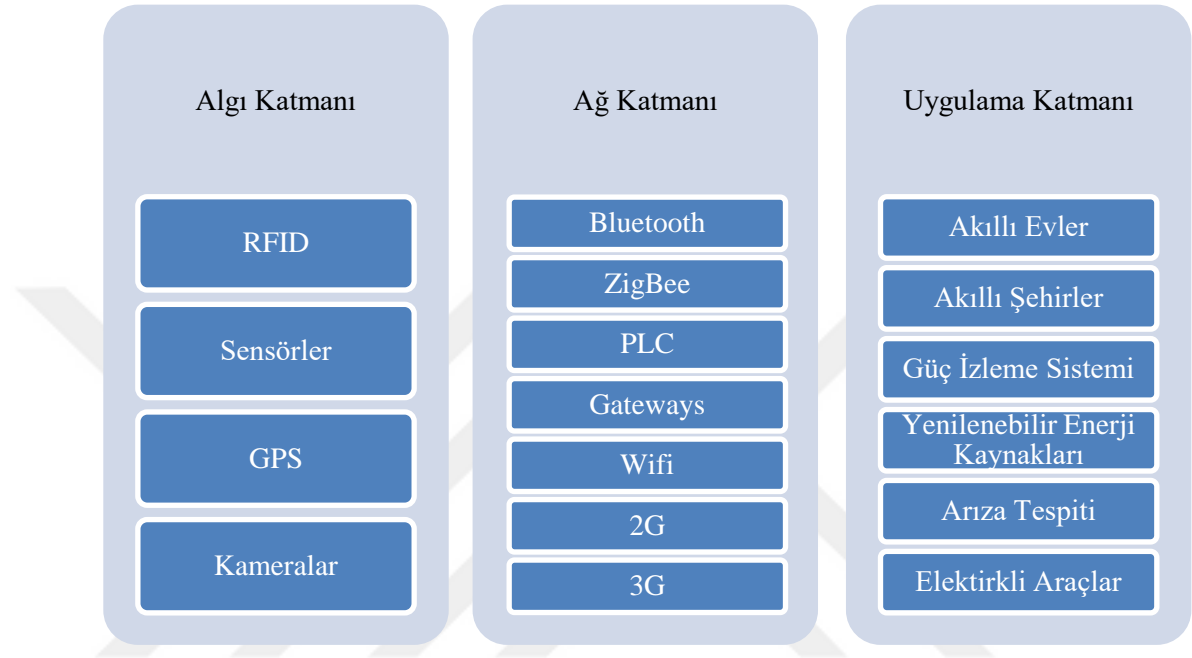 Algı Katmanı
RFID
Sensörler
GPS
Kameralar
Ağ Katmanı
Bluetooth
ZigBee
PLC
Gateways
Wifi
2G
3G
Uygulama Katmanı
Akıllı Evler
Akıllı Şehirler
Güç İzleme Sistemi
Yenilenebilir Enerji
Kaynakları
Arıza Tespiti
Elektirkli Araçlar